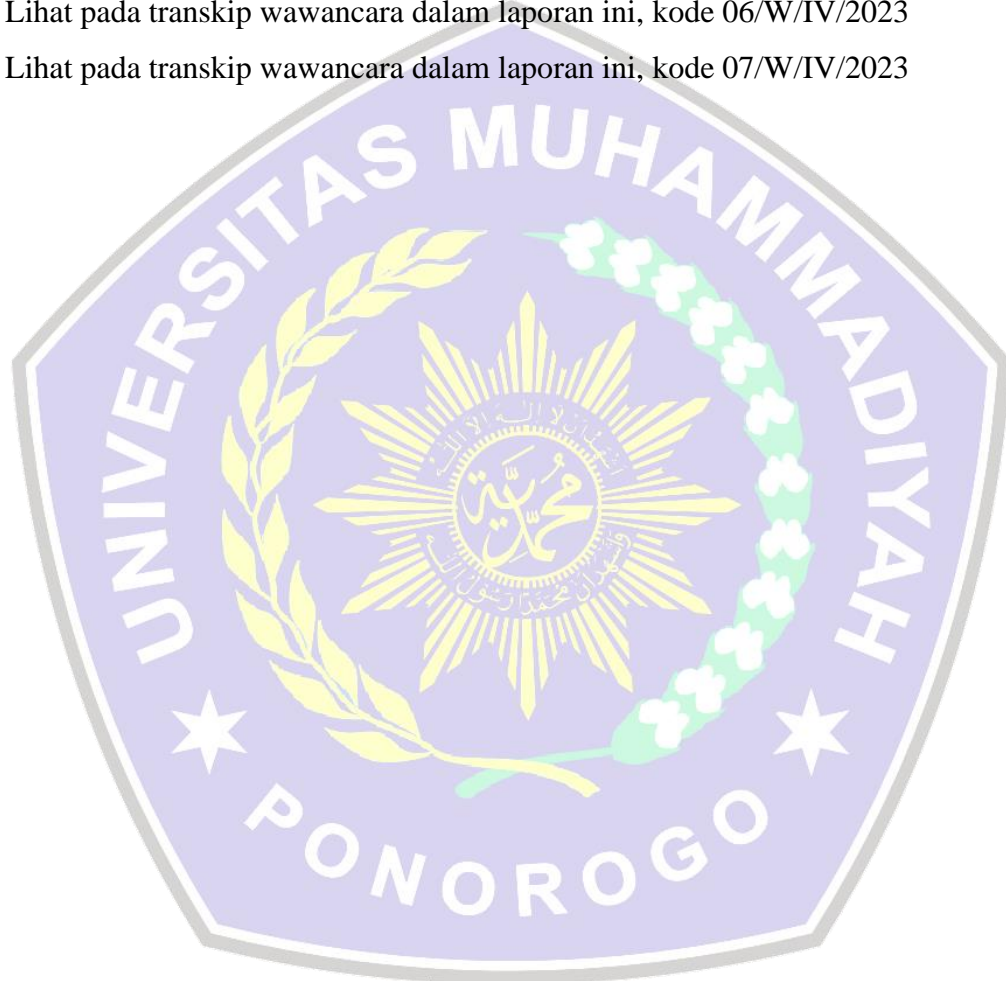 Lihat pada transkip wawancara dalam laporan ini, kode 06/W/IV/2023
Lihat pada transkip wawancara dalam laporan ini, kode 07/W/IV/2023
UNIVERSITAS MUHAMMADIYAH
PONOROGO